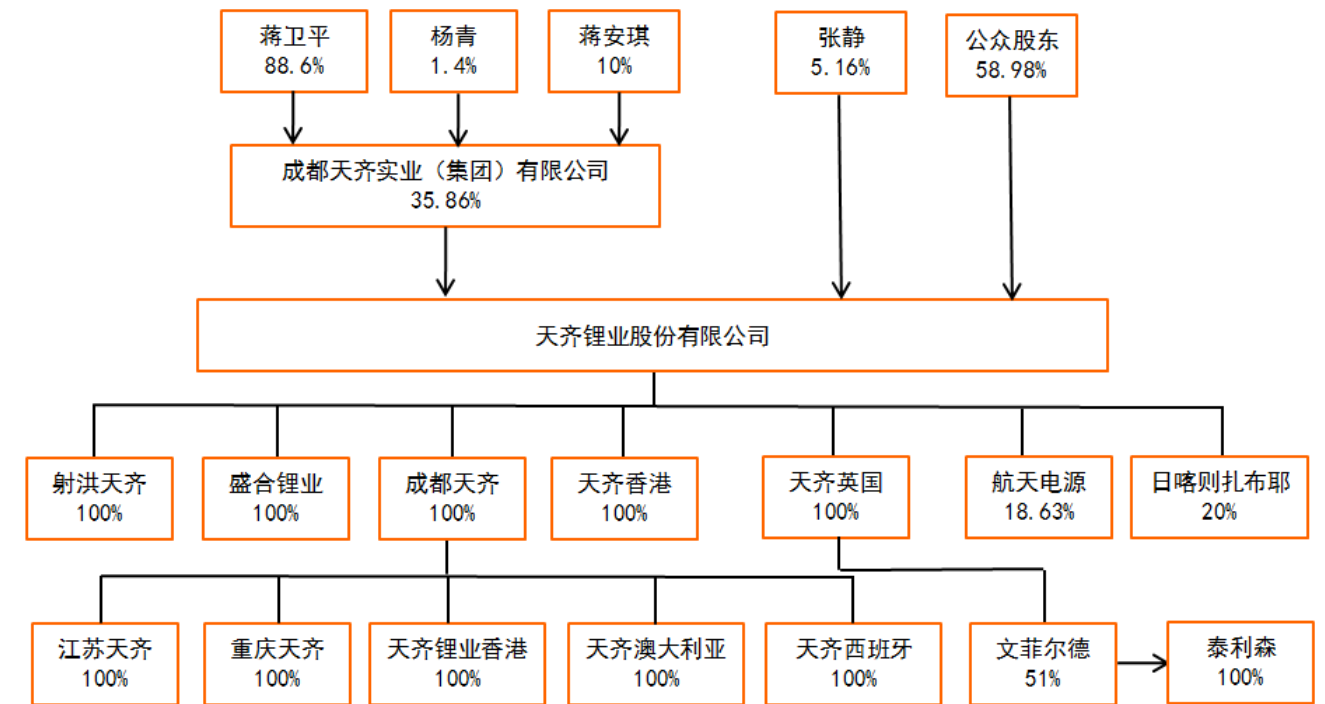 蒋卫平
88.6%
杨青
1.4%
蒋安琪
10%
张静
5.16%
公众股东
58.98%
成都天齐实业（集团）有限公司
35.86%
天齐锂业股份有限公司
射洪天齐
100%
盛合锂业
100%
成都天齐
100%
天齐香港
100%
天齐英国
100%
航天电源
18.63%
日喀则扎布耶
20%
江苏天齐
100%
重庆天齐
100%
天齐锂业香港
100%
天齐澳大利亚
100%
天齐西班牙
100%
文菲尔德
51%
泰利森
100%